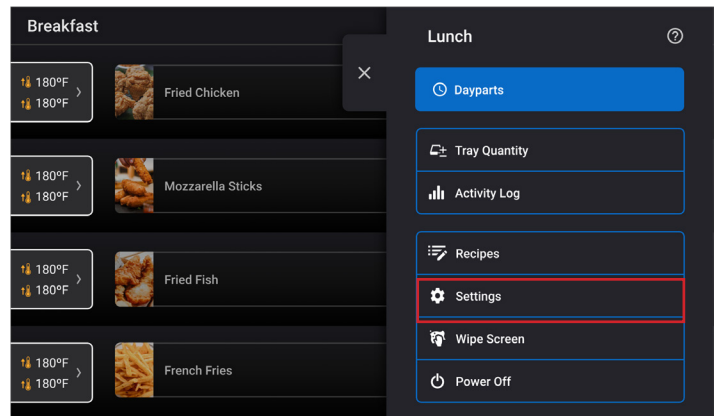 Breakfast
180ºF
180ºF
Fried Chicken
180ºF
180ºF
Mozzarella Sticks
180ºF
180ºF
Fried Fish
180ºF
180ºF
French Fries
Lunch
Dayparts
Tray Quantity
Activity Log
Recipes
Settings
Wipe Screen
Power Off